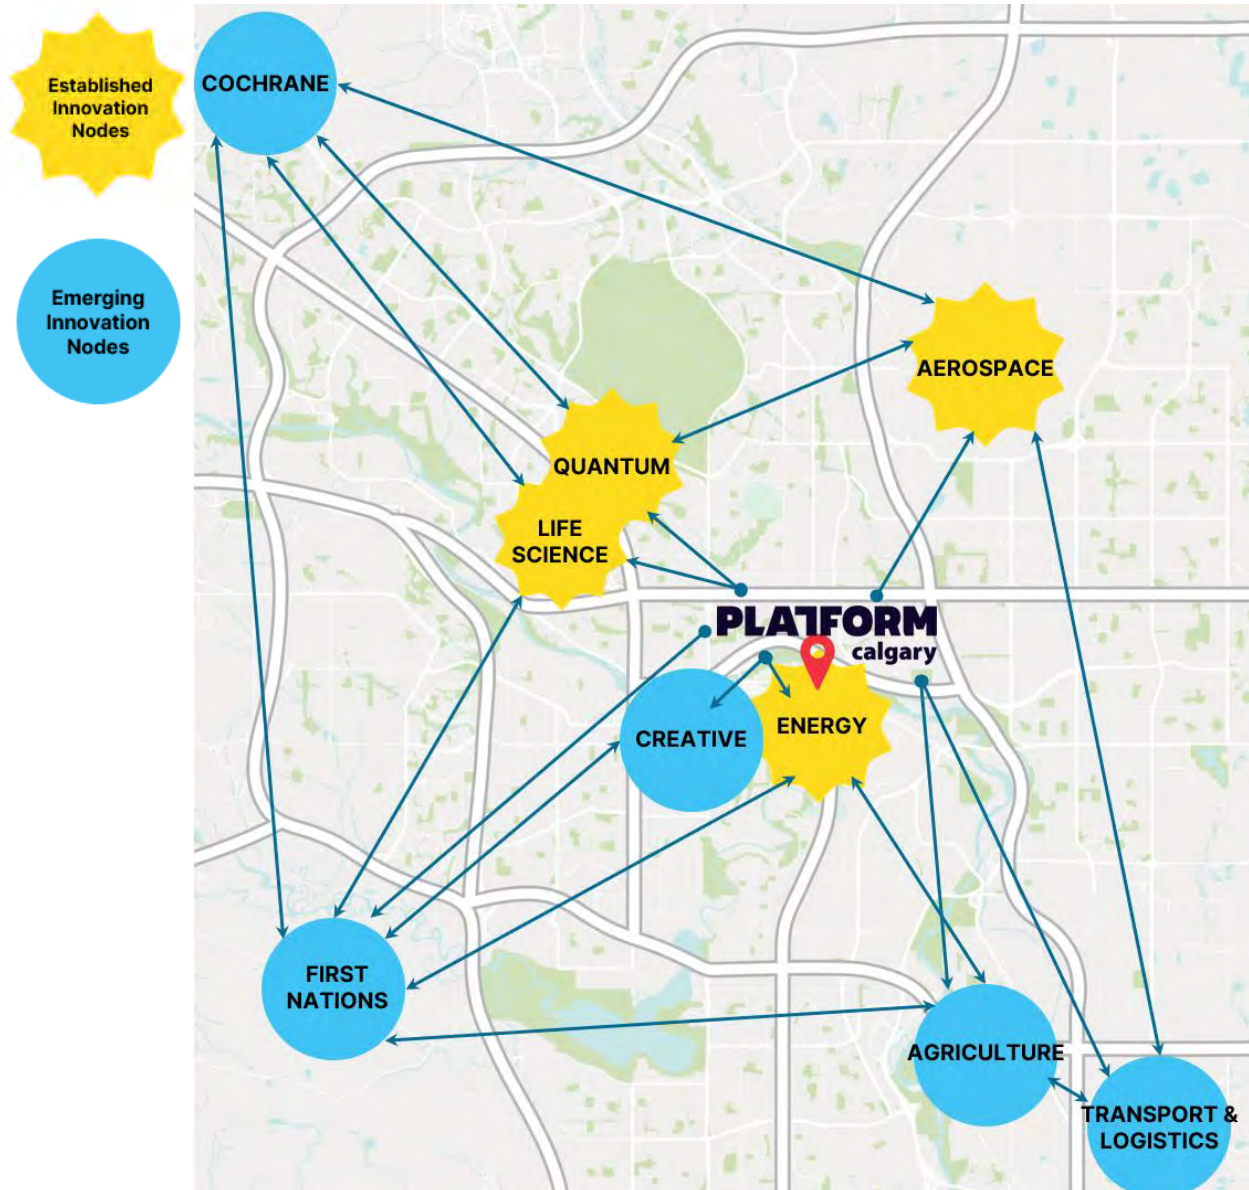 Established
Innovation
Nodes
Emerging
Innovation
Nodes
COCHRANE
AEROSPACE
QUANTUM
LIFE
SCIENCE
PLATFORM
calgary
CREATIVE
ENERGY
FIRST
NATIONS
AGRICULTURE
TRANSPORT &
LOGISTICS